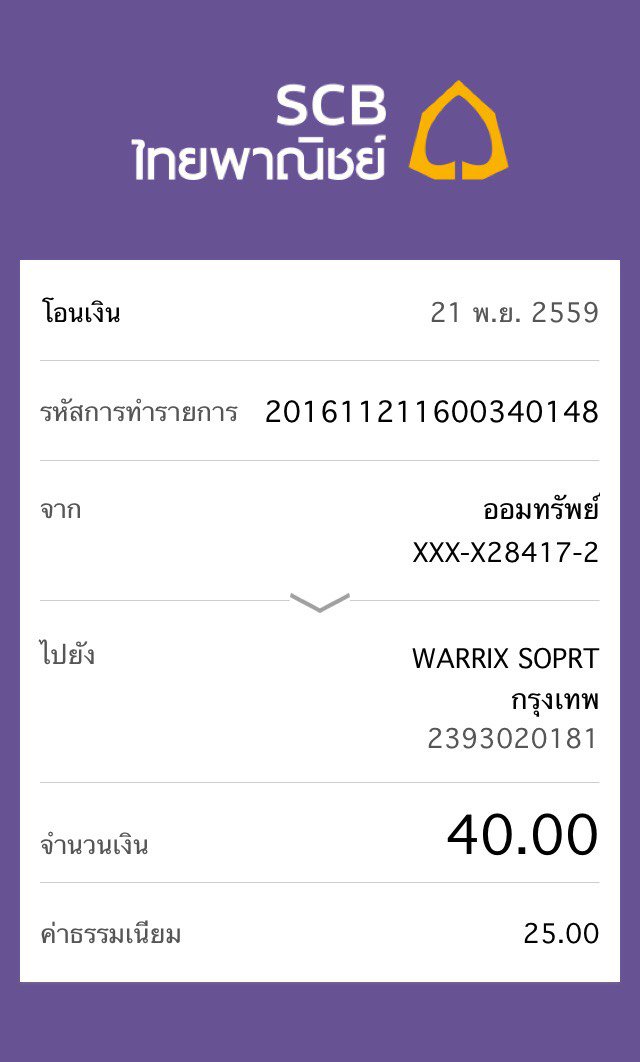 SCB
ไทยพาณิชย์
โอนเงิน 21 พ.ย. 2559
รหัสการทำรายการ 201611211600340148
จาก ออมทรัพย์
XXX-X28417-2
ไปยัง WARRIX SOPRT
กรุงเทพ
2393020181
จำนวนเงิน 40.00
ค่าธรรมเนียม 25.00